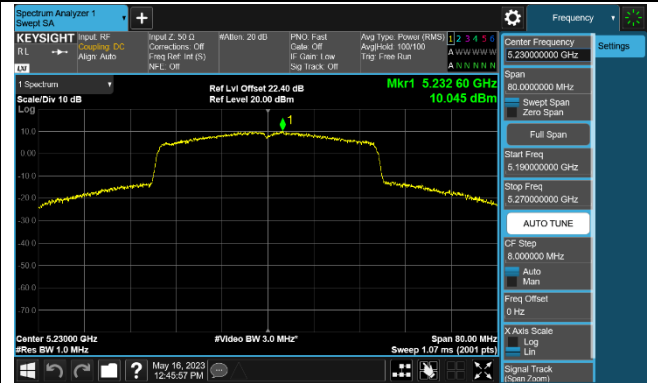 Spectrum Analyzer 1
Swept SA
Frequency
KEYSIGHT
RL
LXI
Input: RF
Coupling: DC
Align: Auto
Input Z: 50 Ω
Corrections: Off
Freq Ref: Int (S)
NFE: Off
#Atten: 20 dB
PNO: Fast
Gate: Off
IF Gain: Low
Sig Track: Off
Avg Type: Power (RMS)
Avg|Hold: 100/100
Trig: Free Run
1 2 3 4 5 6
A W W W W W
A N N N N N
1 Spectrum
Scale/Div 10 dB
Log
Ref Lvl Offset 22.40 dB
Ref Level 20.00 dBm
Mkr1 5.232 60 GHz
10.045 dBm
1
10.0
0.00
-10.0
-20.0
-30.0
-40.0
-50.0
-60.0
-70.0
Center 5.23000 GHz
#Res BW 1.0 MHz
#Video BW 3.0 MHz*
Span 80.00 MHz
Sweep 1.07 ms (2001 pts)
May 16, 2023
12:45:57 PM
?
Center Frequency
5.230000000 GHz
Settings
Span
80.0000000 MHz
Swept Span
Zero Span
Full Span
Start Freq
5.190000000 GHz
Stop Freq
5.270000000 GHz
AUTO TUNE
CF Step
8.000000 MHz
Auto
Man
Freq Offset
0 Hz
X Axis Scale
Log
Lin
Signal Track
(Span Zoom)